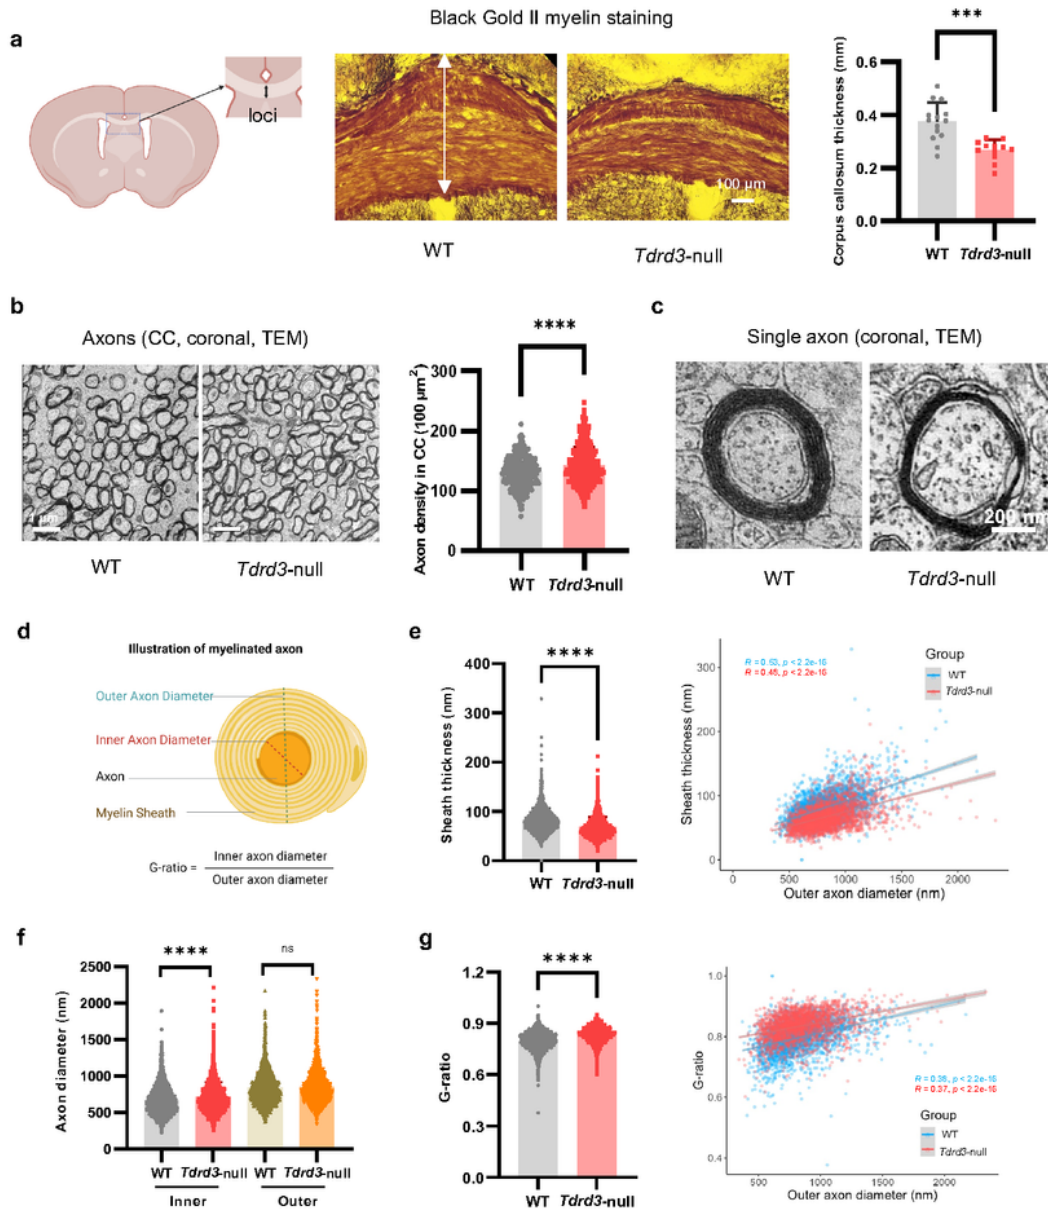 Black Gold II myelin staining
a
loci
100 µm
WT
Tdrd3-null
***
Corpus callosum thickness (mm)
0.6
0.4
0.2
0.0
WT
Tdrd3-null
b
Axons (CC, coronal, TEM)
1 µm
WT
Tdrd3-null
****
Axon density in CC (100 µm²)
300
200
100
0
WT
Tdrd3-null
c
Single axon (coronal, TEM)
200 nm
WT
Tdrd3-null
d
Illustration of myelinated axon
Outer Axon Diameter
Inner Axon Diameter
Axon
Myelin Sheath
G-ratio =
Inner axon diameter
Outer axon diameter
e
****
Sheath thickness (nm)
400
300
200
100
0
WT
Tdrd3-null
R = 0.53, p < 2.2e-16
R = 0.45, p < 2.2e-16
Group
WT
Tdrd3-null
Sheath thickness (nm)
300
200
100
0
0
500
1000
1500
2000
Outer axon diameter (nm)
f
****
ns
Axon diameter (nm)
2500
2000
1500
1000
500
0
WT
Tdrd3-null
WT
Tdrd3-null
Inner
Outer
g
****
G-ratio
1.2
0.9
0.6
0.3
0.0
WT
Tdrd3-null
G-ratio
1.0
0.8
0.6
0.4
R = 0.36, p < 2.2e-16
R = 0.37, p < 2.2e-16
Group
WT
Tdrd3-null
500
1000
1500
2000
Outer axon diameter (nm)